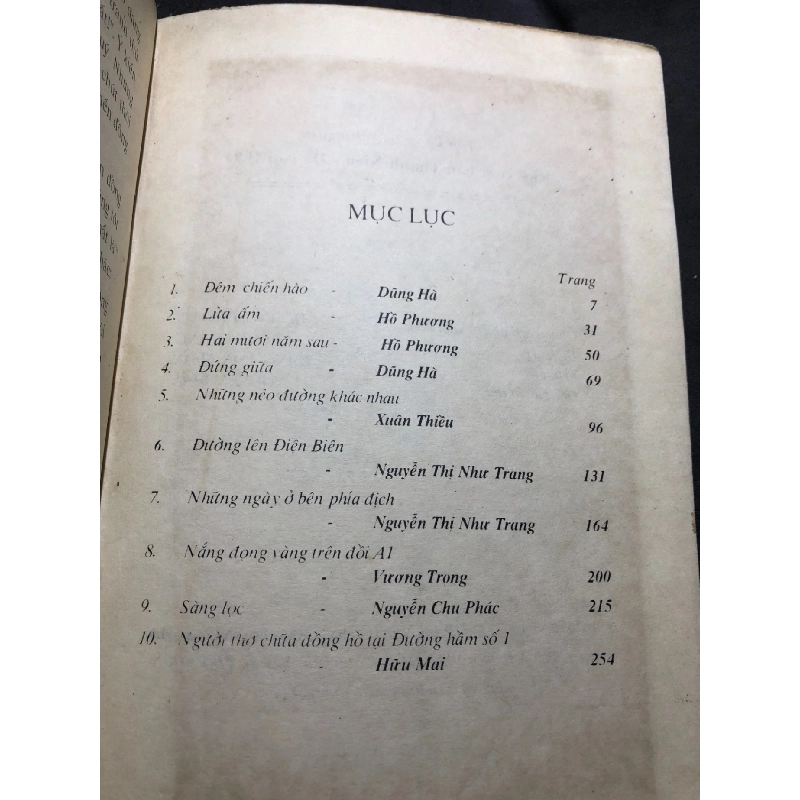 MỤC LỤC
Trang
1. Đêm chiến hào - Dũng Hà 7
2. Lửa ấm - Hồ Phương 31
3. Hai mươi năm sau - Hồ Phương 50
4. Đứng giữa - Dũng Hà 69
5. Những nẻo đường khác nhau
- Xuân Thiều 96
6. Đường lên Điên Biên
- Nguyễn Thị Như Trang 131
7. Những ngày ở bên phía địch
- Nguyễn Thị Như Trang 164
8. Nắng đọng vàng trên đồi A1
- Vương Trong 200
9. Sàng lọc - Nguyễn Chu Phác 215
10. Người thợ chữa đồng hồ tại Đường hầm số 1
- Hữu Mai 254